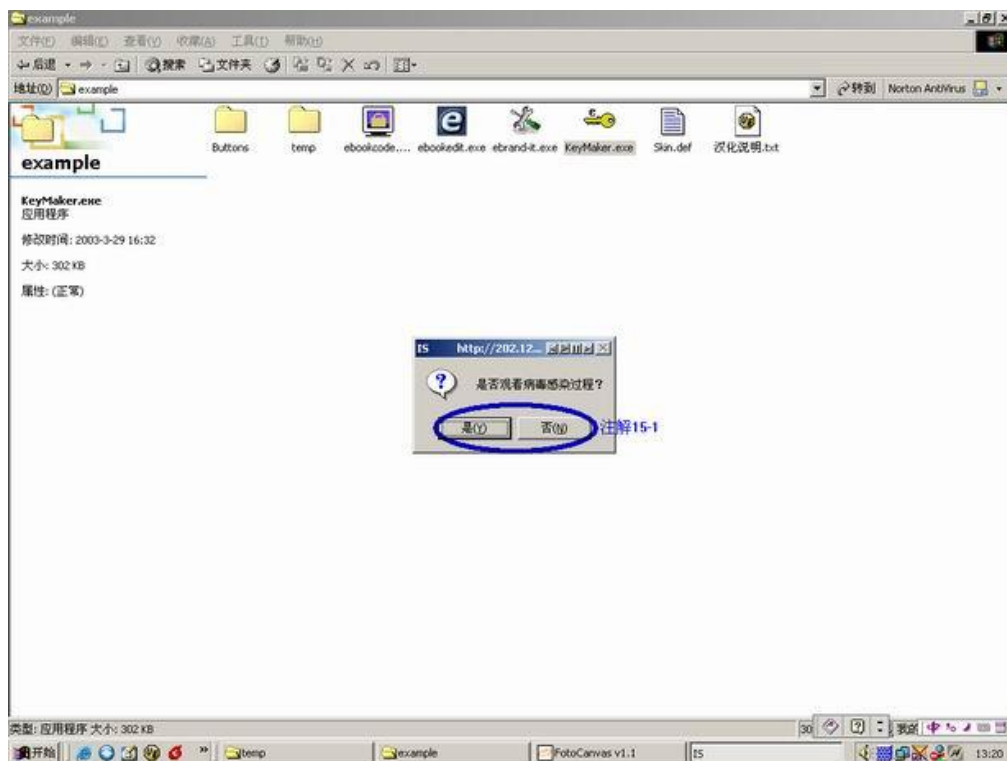 example
文件(F) 编辑(E) 查看(V) 收藏(A) 工具(T) 帮助(H)
后退 搜索 文件夹
地址(D) example 转到 Norton AntiVirus
Buttons temp ebookcode.... ebookedit.exe ebrand-it.exe KeyMaker.exe Skin.def 汉化说明.txt
example
KeyMaker.exe
应用程序
修改时间: 2003-3-29 16:32
大小: 302 KB
属性: (正常)
IS http://202.12...
是否观看病毒感染过程?
是(Y) 否(N) 注解15-1
类型: 应用程序 大小: 302 KB
开始 temp example FotoCanvas v1.1 IS 13:20